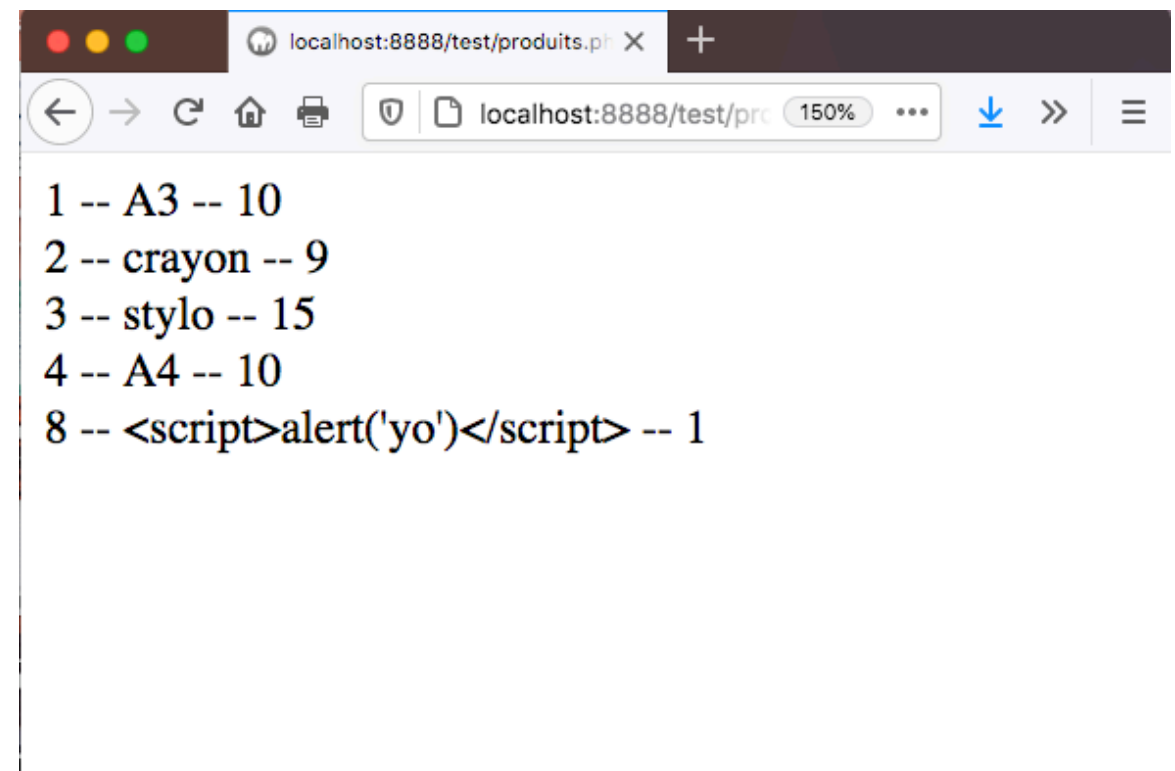 localhost:8888/test/produits.ph
localhost:8888/test/pro 150%
1 -- A3 -- 10
2 -- crayon -- 9
3 -- stylo -- 15
4 -- A4 -- 10
8 -- <script>alert('yo')</script> -- 1